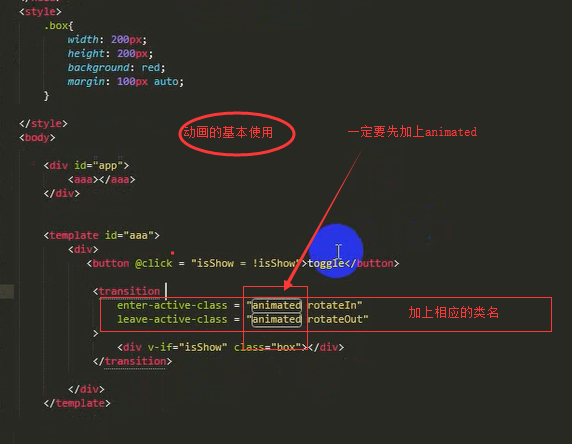 <style>
.box{
width: 200px;
height: 200px;
background: red;
margin: 100px auto;
}
</style>
动画的基本使用
一定要先加上animated
<body>
<div id="app">
<aaa></aaa>
</div>
<template id="aaa">
<div>
<button @click = "isShow = !isShow">toggle</button>
<transition
enter-active-class = "animated rotateIn"
leave-active-class = "animated rotateOut"
加上相应的类名
>
<div v-if="isShow" class="box"></div>
</transition>
</div>
</template>